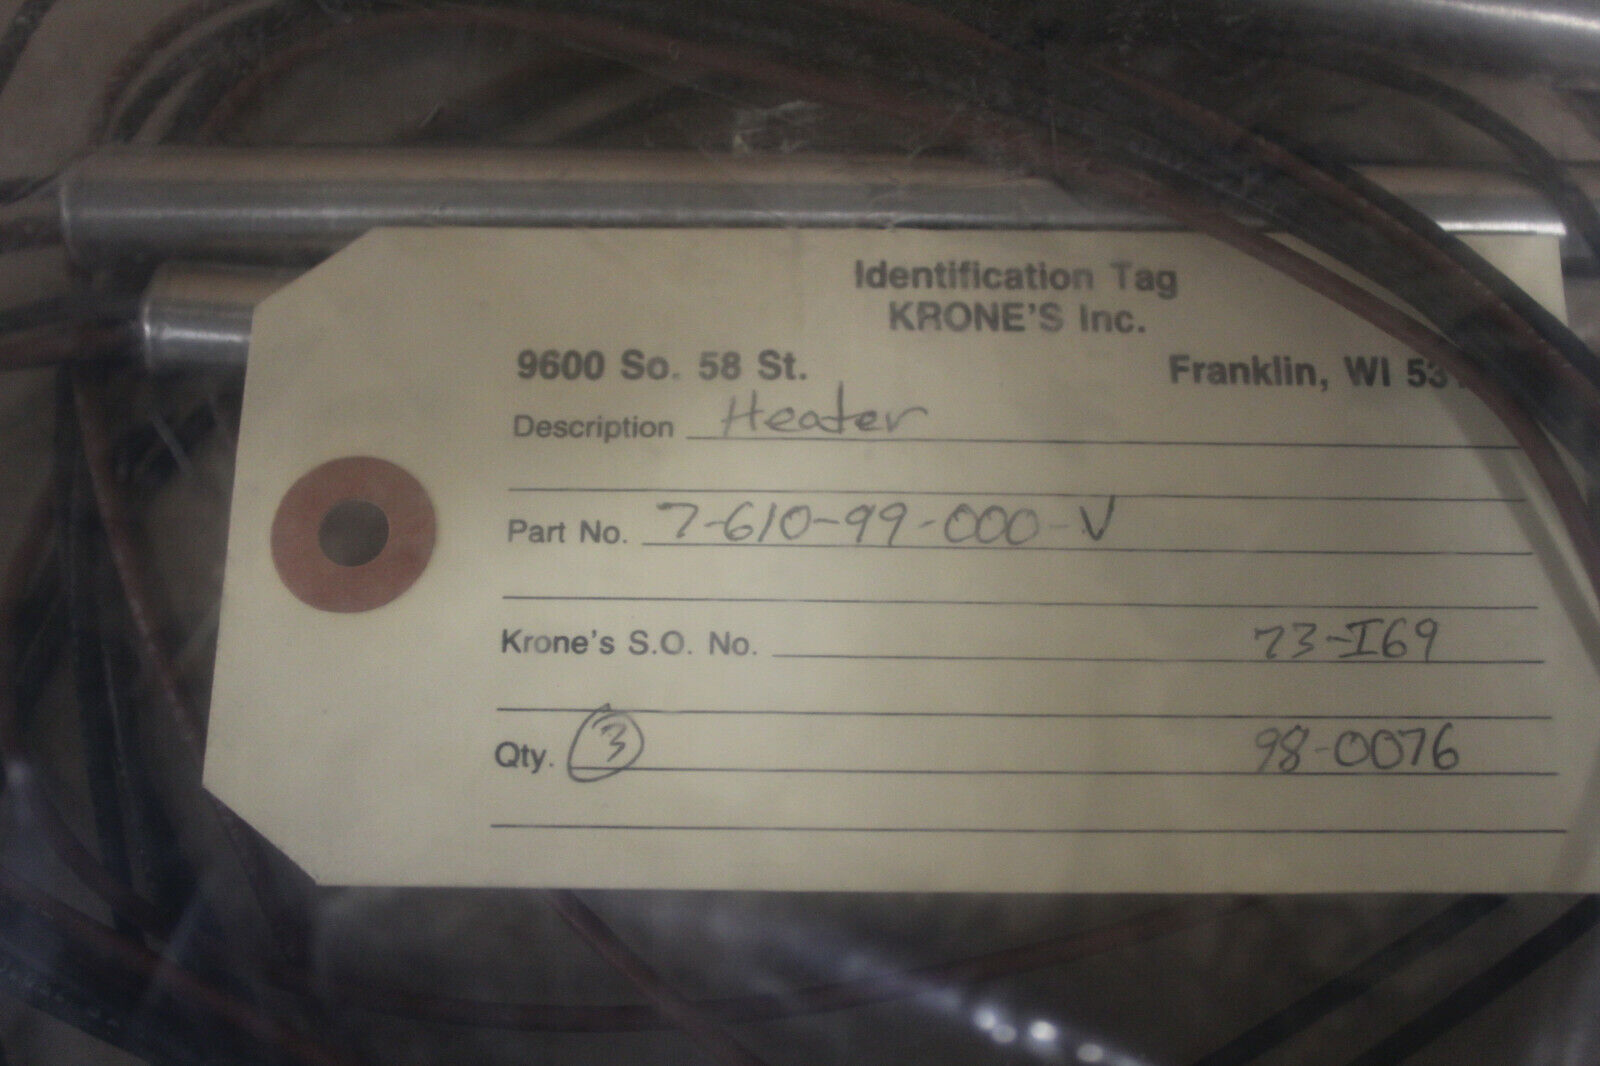 Identification Tag
KRONE'S Inc.
9600 So. 58 St. Franklin, WI
Description Heater
Part No. 7-610-99-000-V
Krone's S.O. No. 73-I69
Qty. 3 98-0076